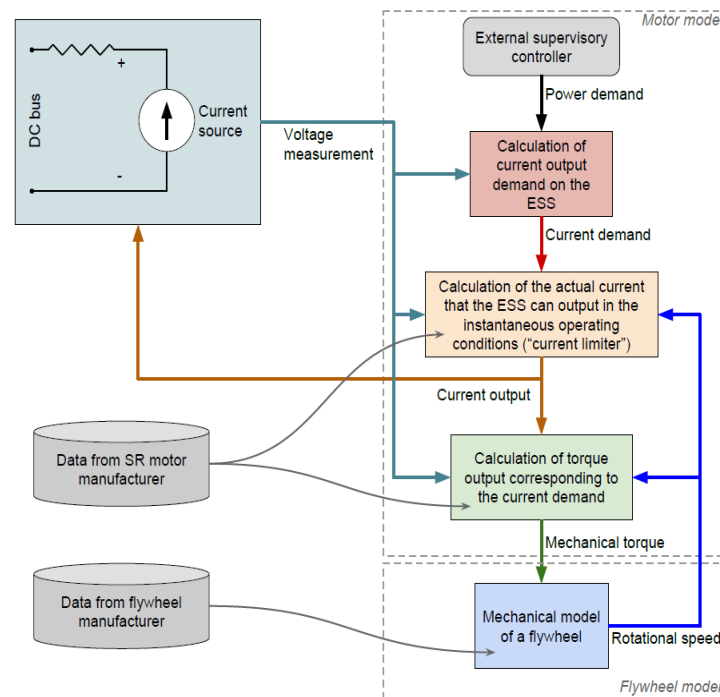 Motor model
External supervisory
controller
Power demand
DC bus
+
-
Current
source
Voltage
measurement
Calculation of
current output
demand on the
ESS
Current demand
Calculation of the actual current
that the ESS can output in the
instantaneous operating
conditions (“current limiter”)
Current output
Data from SR motor
manufacturer
Calculation of torque
output corresponding to
the current demand
Mechanical torque
Data from flywheel
manufacturer
Mechanical model
of a flywheel
Rotational speed
Flywheel model